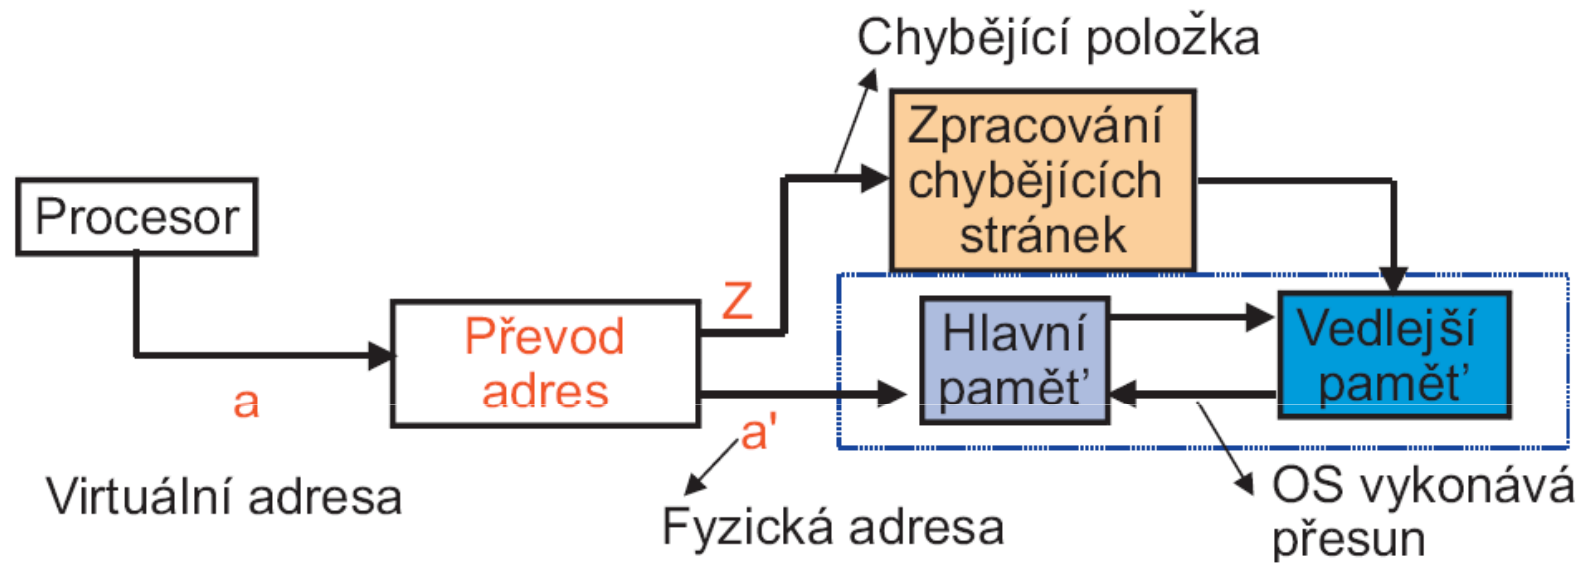 Chybějící položka
Zpracování
chybějících
stránek
Procesor
Z
Převod
adres
Hlavní
paměť
Vedlejší
paměť
a
a'
Virtuální adresa
Fyzická adresa
OS vykonává
přesun